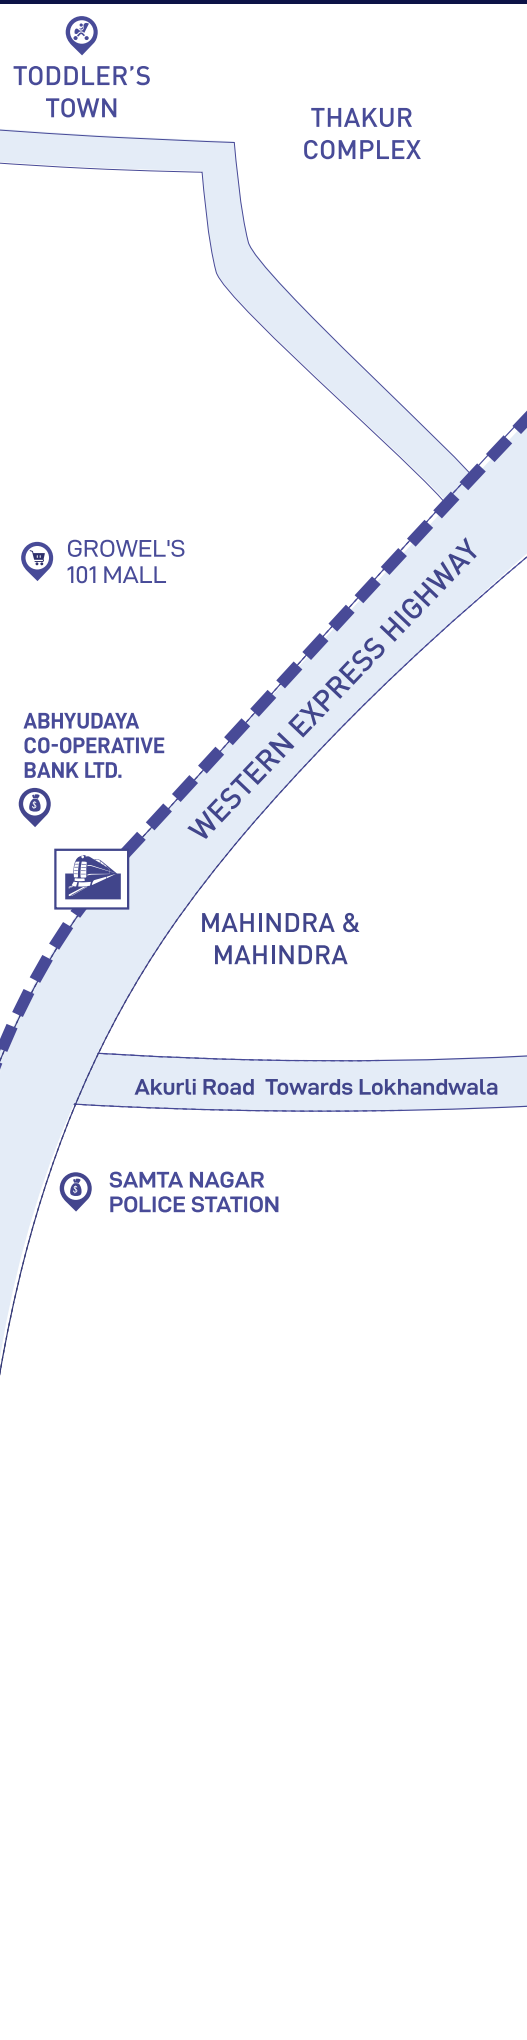 TODDLER'S
TOWN
THAKUR
COMPLEX
GROWEL'S
101 MALL
WESTERN EXPRESS HIGHWAY
ABHYUDAYA
CO-OPERATIVE
BANK LTD.
MAHINDRA &
MAHINDRA
Akurli Road Towards Lokhandwala
SAMTA NAGAR
POLICE STATION